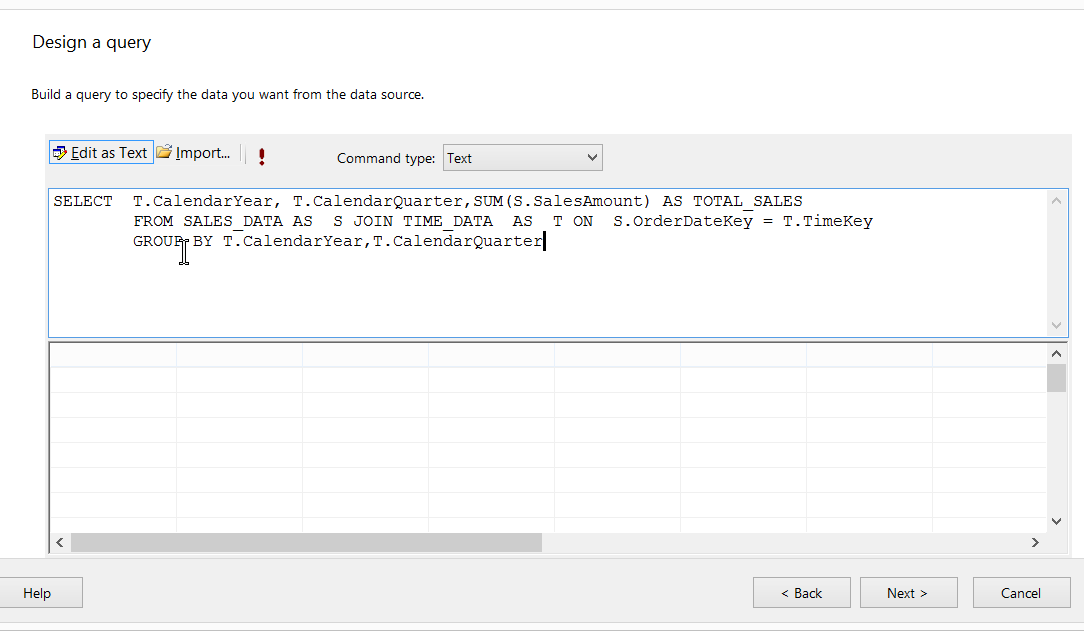 Design a query
Build a query to specify the data you want from the data source.
Edit as Text Import... ! Command type: Text
SELECT  T.CalendarYear, T.CalendarQuarter,SUM(S.SalesAmount) AS TOTAL_SALES
FROM SALES_DATA AS  S JOIN TIME_DATA  AS  T ON  S.OrderDateKey = T.TimeKey
GROUP BY T.CalendarYear,T.CalendarQuarter
Help < Back Next > Cancel